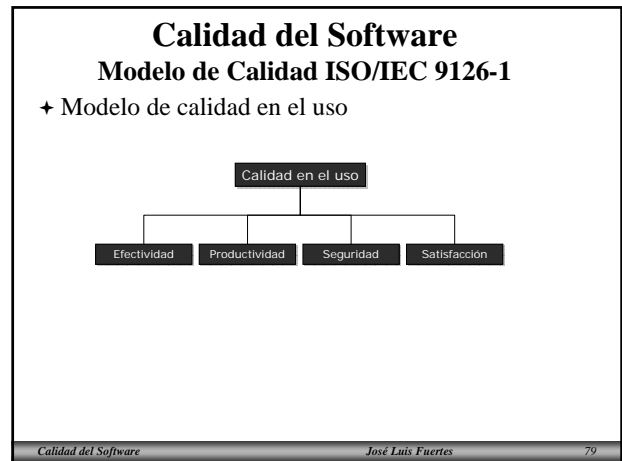 Calidad del Software
Modelo de Calidad ISO/IEC 9126-1
Modelo de calidad en el uso
Calidad en el uso
Efectividad Productividad Seguridad Satisfacción
Calidad del Software José Luis Fuertes 79